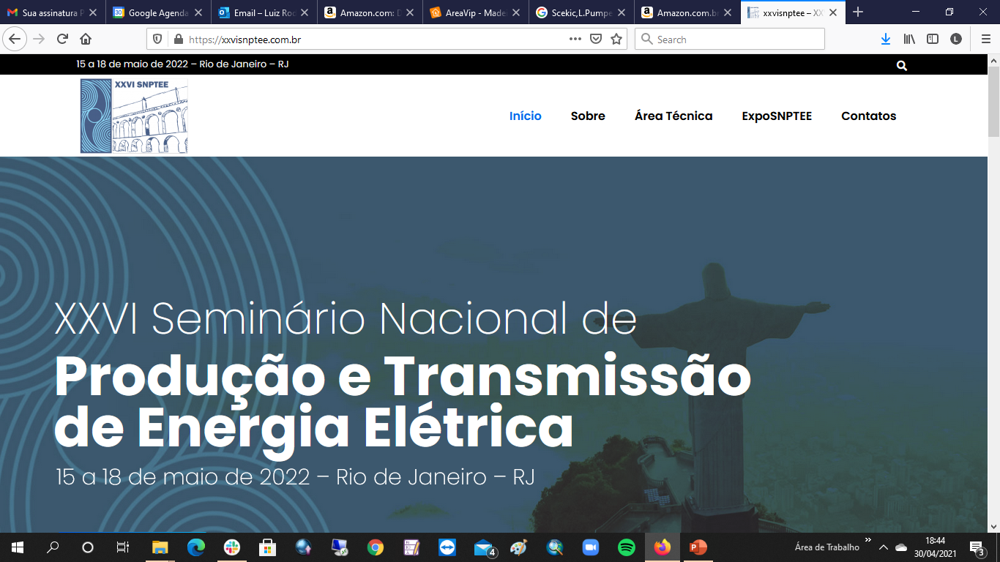 Sua assinatura P
Google Agenda
Email – Luiz Rod
Amazon.com: D
AreaVip - Made
Scekic,L.Pumpe
Amazon.com.b
xxvisnptee – XX
https://xxvisnptee.com.br
Search
L
15 a 18 de maio de 2022 – Rio de Janeiro – RJ
XXVI SNPTEE
Início
Sobre
Área Técnica
ExpoSNPTEE
Contatos
XXVI Seminário Nacional de
Produção e Transmissão
de Energia Elétrica
15 a 18 de maio de 2022 – Rio de Janeiro – RJ
4
Área de Trabalho
18:44
30/04/2021
3